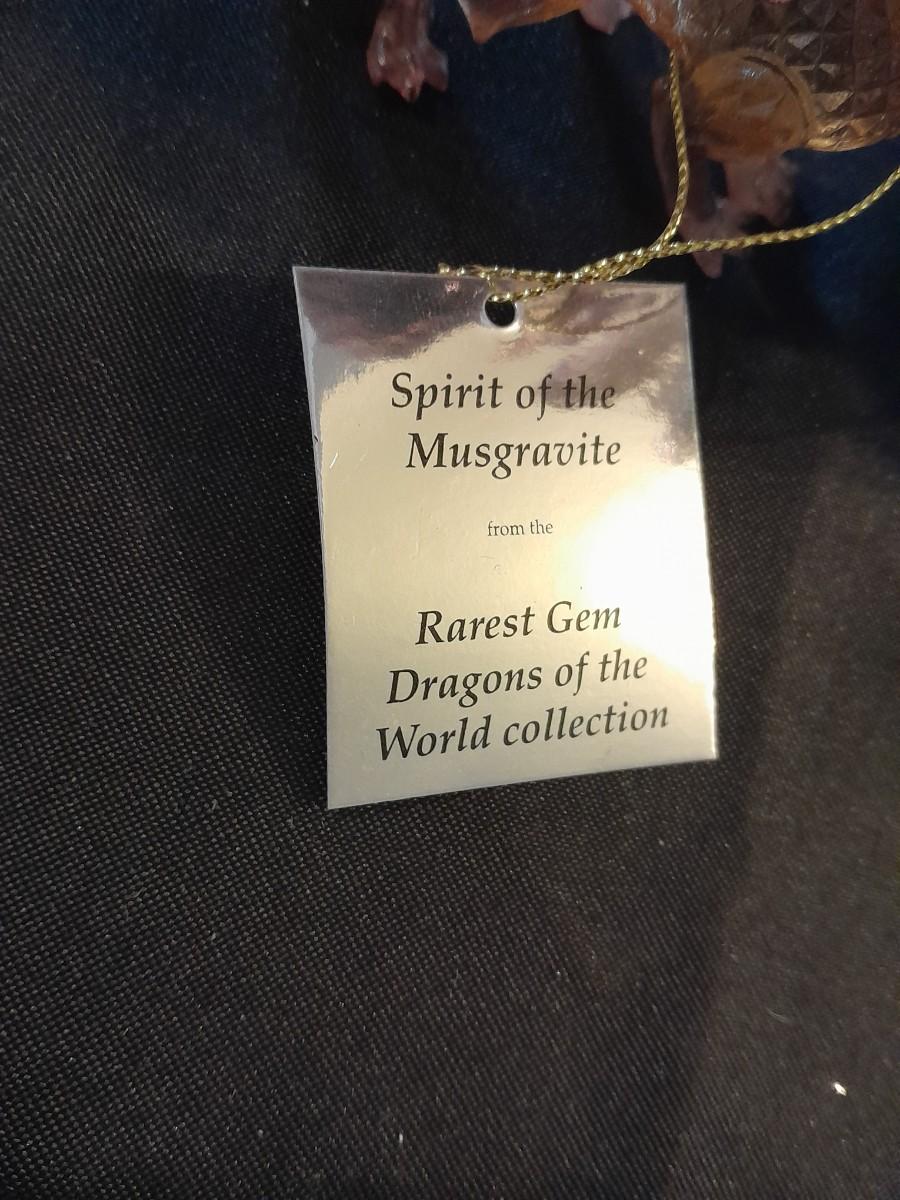 Spirit of the
Musgravite
from the
Rarest Gem
Dragons of the
World collection